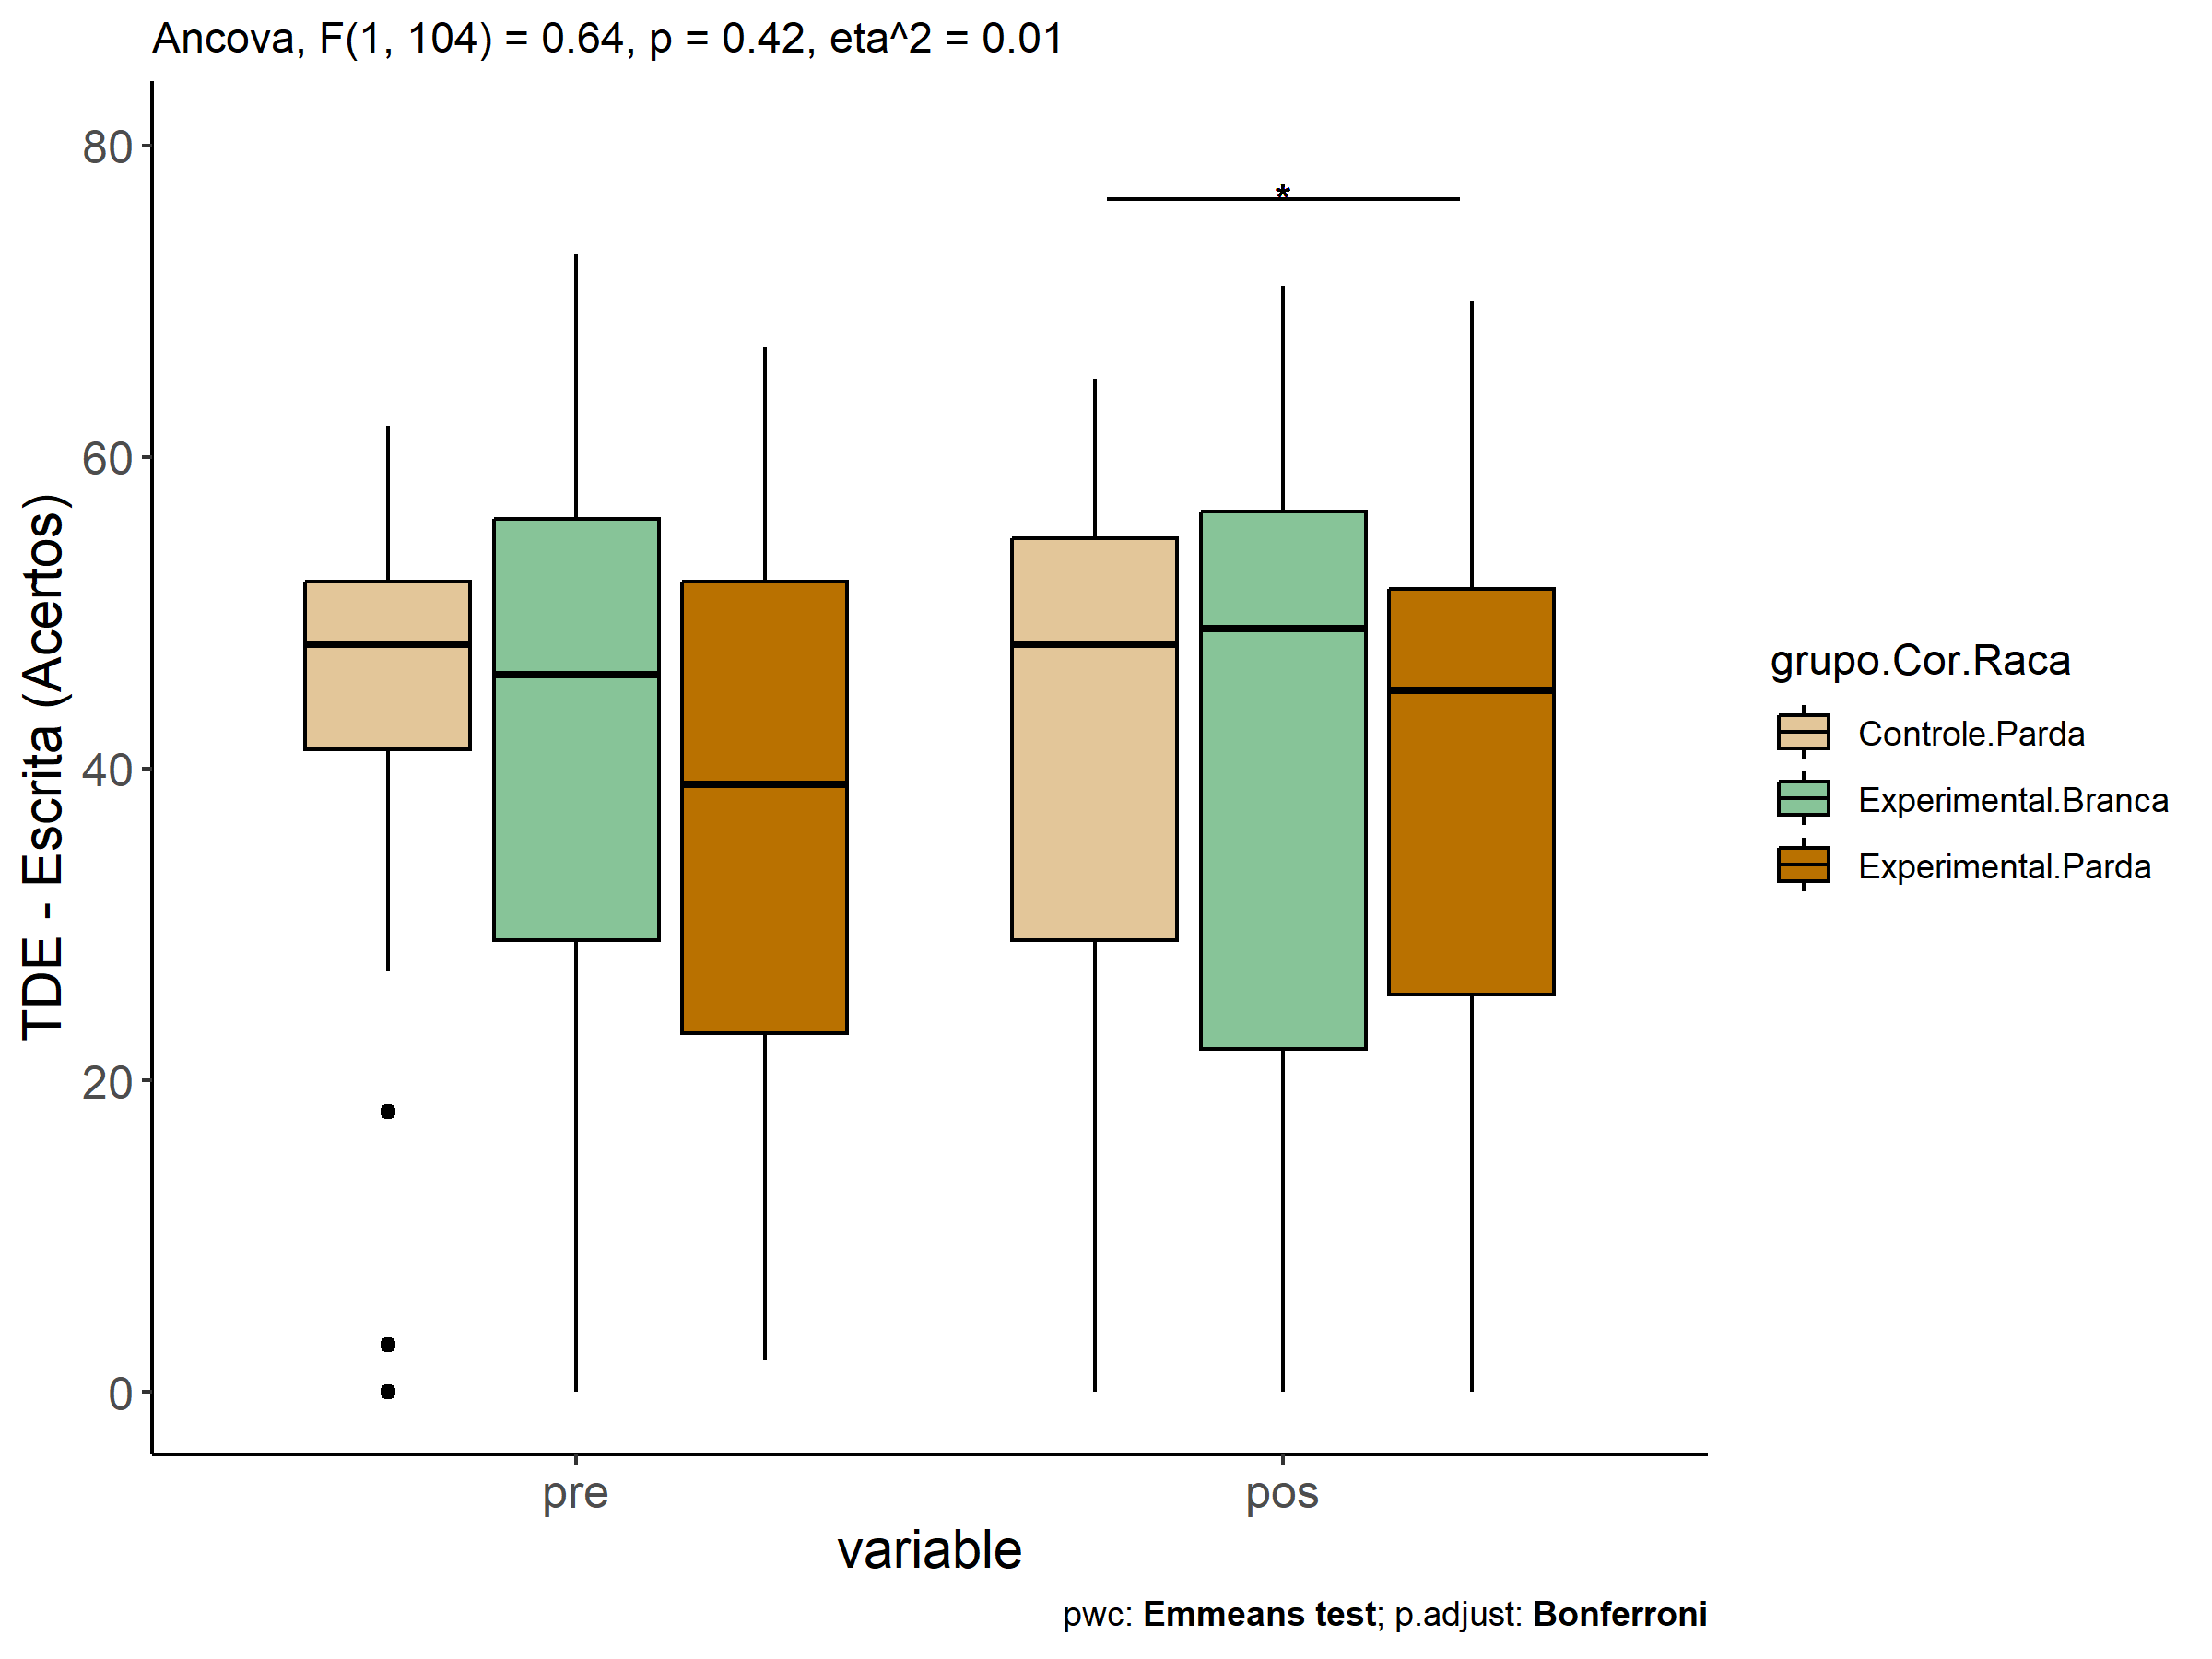 Ancova, F(1, 104) = 0.64, p = 0.42, eta^2 = 0.01
TDE - Escrita (Acertos)
80
60
40
20
0
*
pre
pos
variable
grupo.Cor.Raca
Controle.Parda
Experimental.Branca
Experimental.Parda
pwc: Emmeans test; p.adjust: Bonferroni